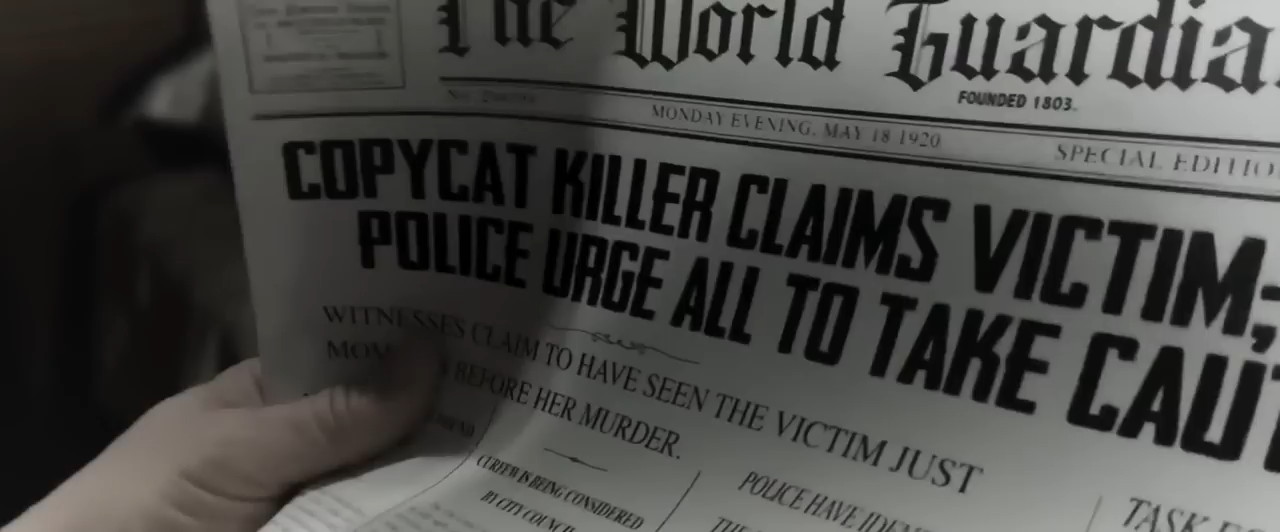 The World Guardia
FOUNDED 1803.
MONDAY EVENING, MAY 18 1920
SPECIAL EDITIO
COPYCAT KILLER CLAIMS VICTIM;
POLICE URGE ALL TO TAKE CAU
WITNESSES CLAIM TO HAVE SEEN THE VICTIM JUST
BEFORE HER MURDER.
CURFEW IS BEING CONSIDERED
BY CITY COUNC
POLICE HAVE IDEN
TASK